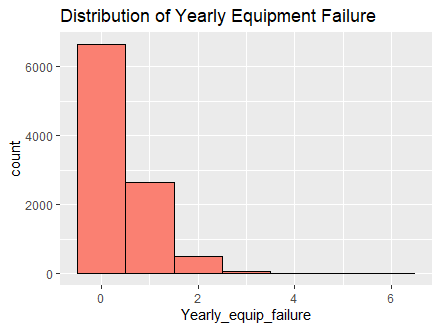 Distribution of Yearly Equipment Failure
6000
4000
2000
0
count
0 2 4 6
Yearly_equip_failure